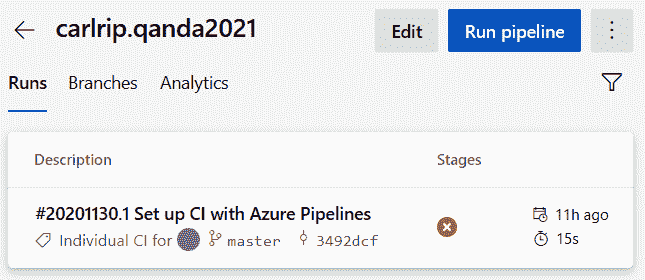 carlrip.qanda2021 Edit Run pipeline
Runs Branches Analytics
Description Stages
#20201130.1 Set up CI with Azure Pipelines 11h ago
Individual CI for master 3492dcf 15s